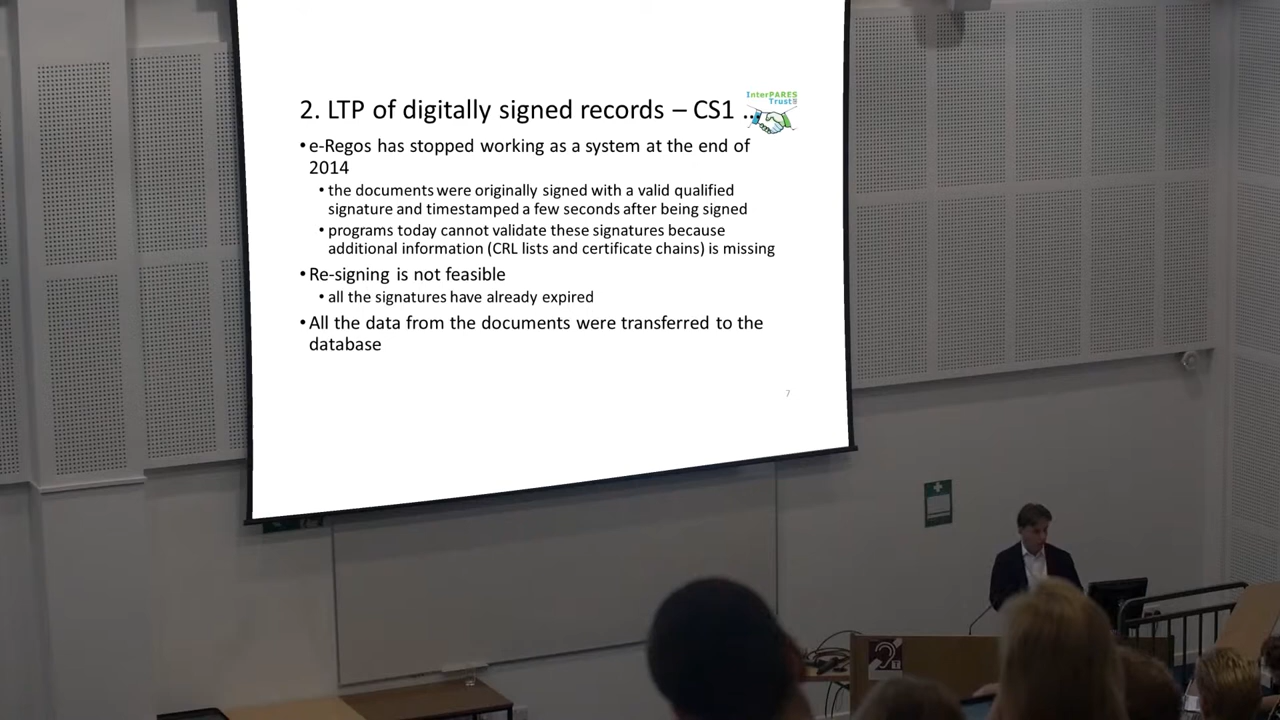 InterPARES
Trust
2. LTP of digitally signed records – CS1 ...
• e-Regos has stopped working as a system at the end of
2014
• the documents were originally signed with a valid qualified
signature and timestamped a few seconds after being signed
• programs today cannot validate these signatures because
additional information (CRL lists and certificate chains) is missing
• Re-signing is not feasible
• all the signatures have already expired
• All the data from the documents were transferred to the
database
7
T